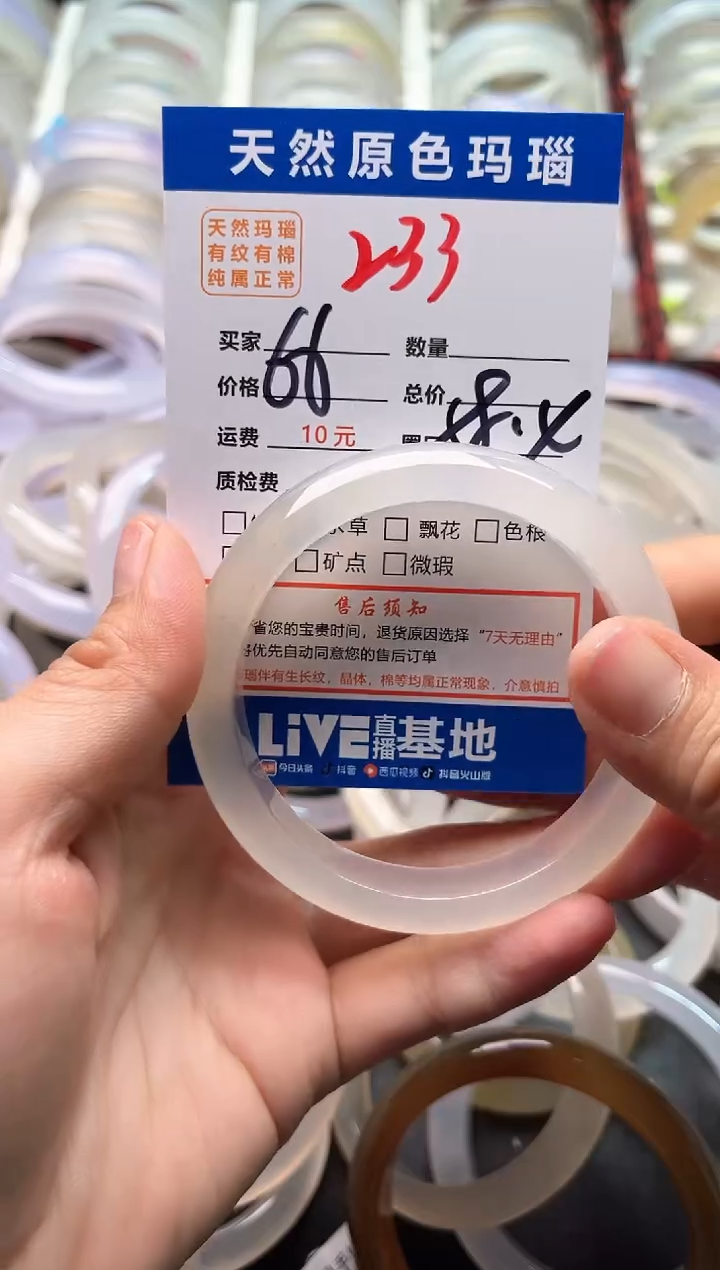 天然原色玛瑙
天然玛瑙
有纹有棉
纯属正常
233
买家
数量
价格 66
总价
运费 10元
58.4
质检费
水草 飘花 色根
矿点 微瑕
售后须知
省您的宝贵时间，退货原因选择“7天无理由”
将优先自动同意您的售后订单
瑙伴有生长纹，晶体，棉等均属正常现象，介意慎拍
LiVE直播基地
今日头条 抖音 西瓜视频 抖音火山版